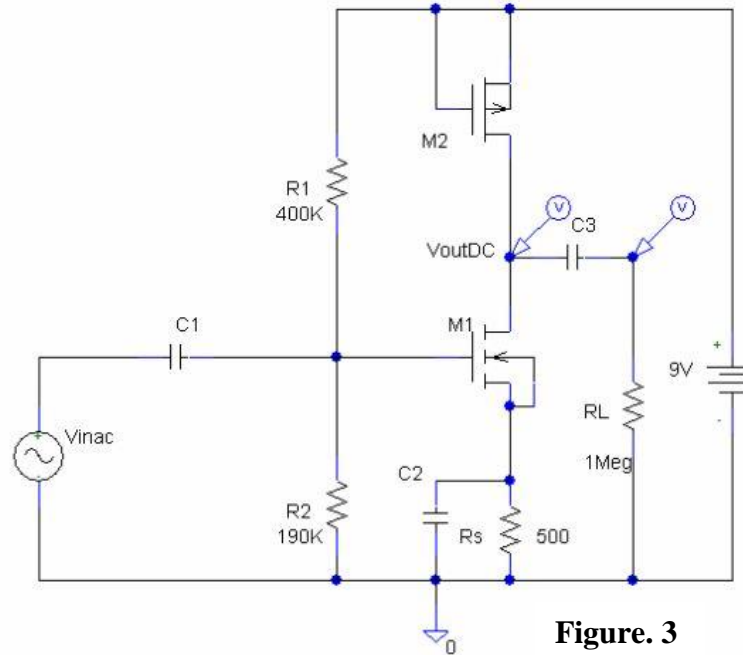 M2
R1
400K
V
V
C3
VoutDC
C1
M1
+
9V
Vinac
+
RL
1Meg
C2
R2
190K
Rs
500
-
0
Figure. 3